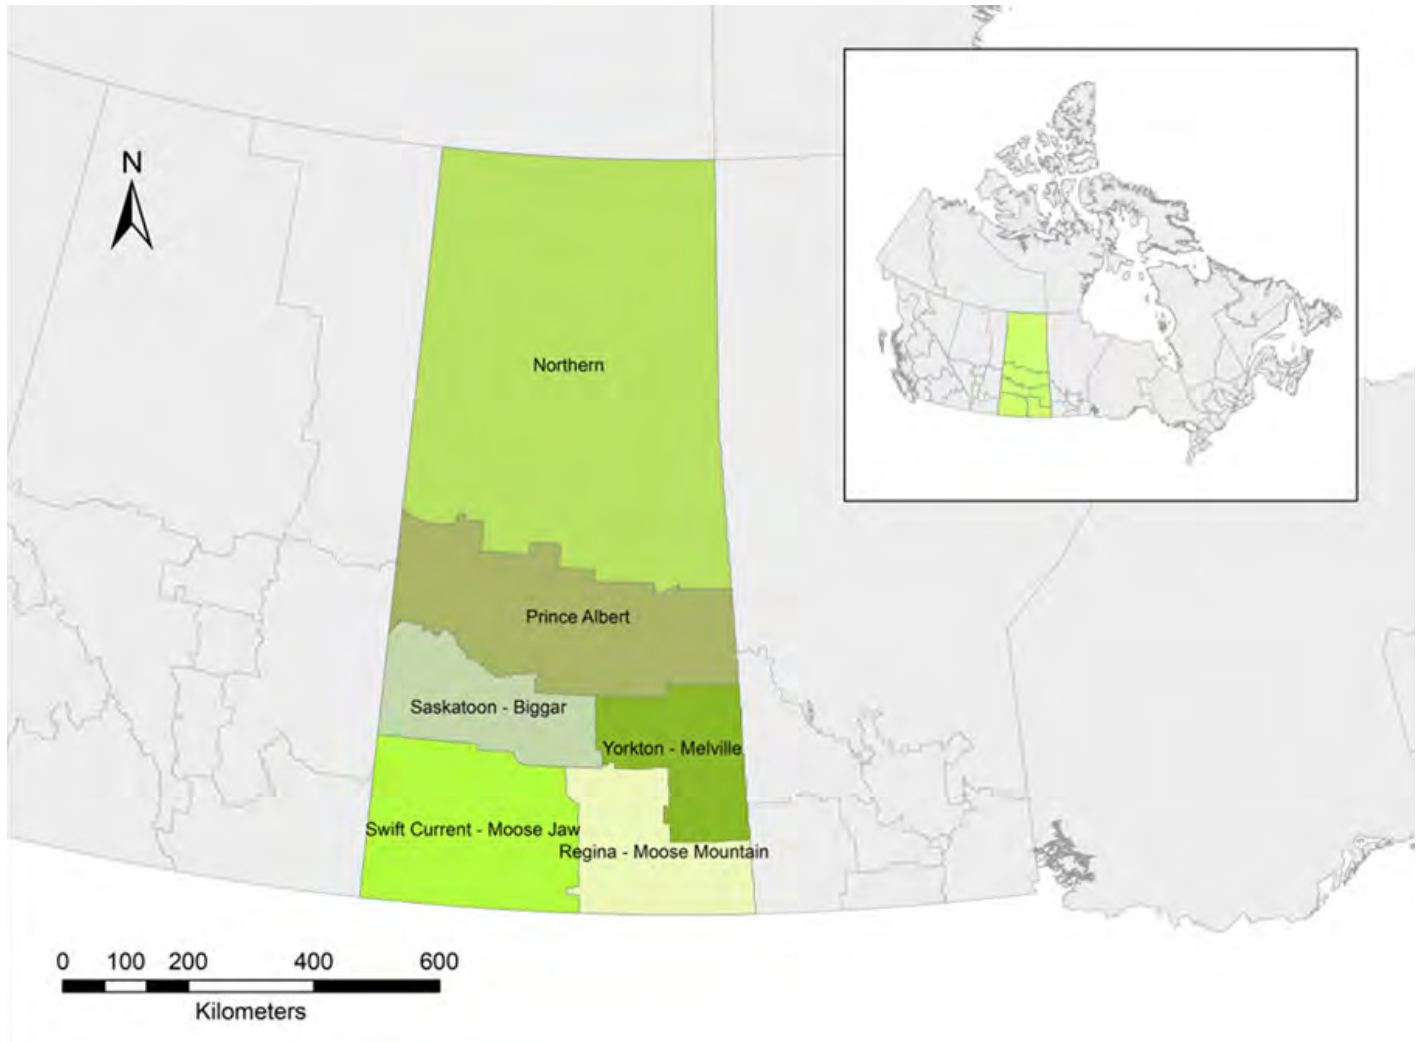 N
Northern
Prince Albert
Saskatoon - Biggar
Yorkton - Melville
Swift Current - Moose Jaw
Regina - Moose Mountain
0 100 200 400 600
Kilometers